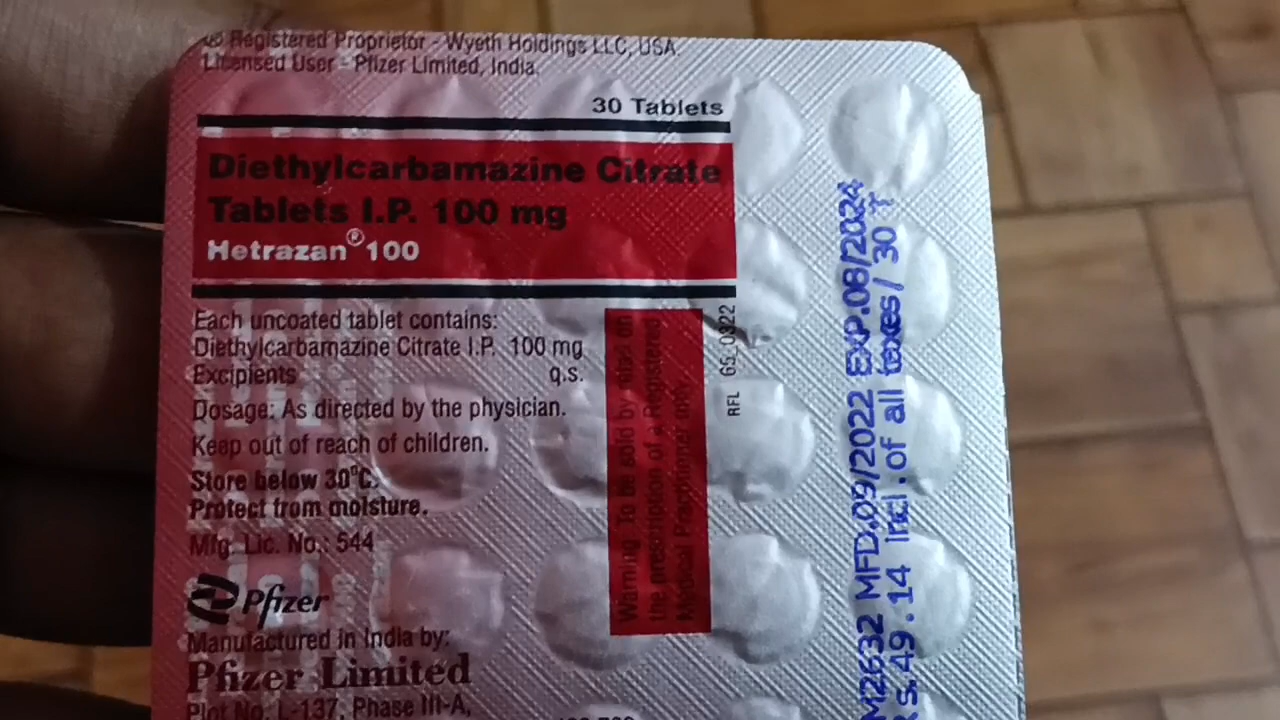 Registered Proprietor - Wyeth Holdings LLC, USA.
Licensed User - Pfizer Limited, India.
30 Tablets
Diethylcarbamazine Citrate
Tablets I.P. 100 mg
Hetrazan® 100
Each uncoated tablet contains:
Diethylcarbamazine Citrate I.P. 100 mg
Excipients q.s.
Dosage: As directed by the physician.
Keep out of reach of children.
Store below 30°C.
Protect from moisture.
Mfg. Lic. No.: 544
Pfizer
Manufactured in India by:
Pfizer Limited
Plot No. L-137, Phase III-A,
Warning: To be sold by retail on
the prescription of a Registered
Medical Practitioner only.
RFL 65_0322
M2632 MFD.09/2022 EXP.08/2024
Rs.49.14 Incl.of all taxes/ 30 T